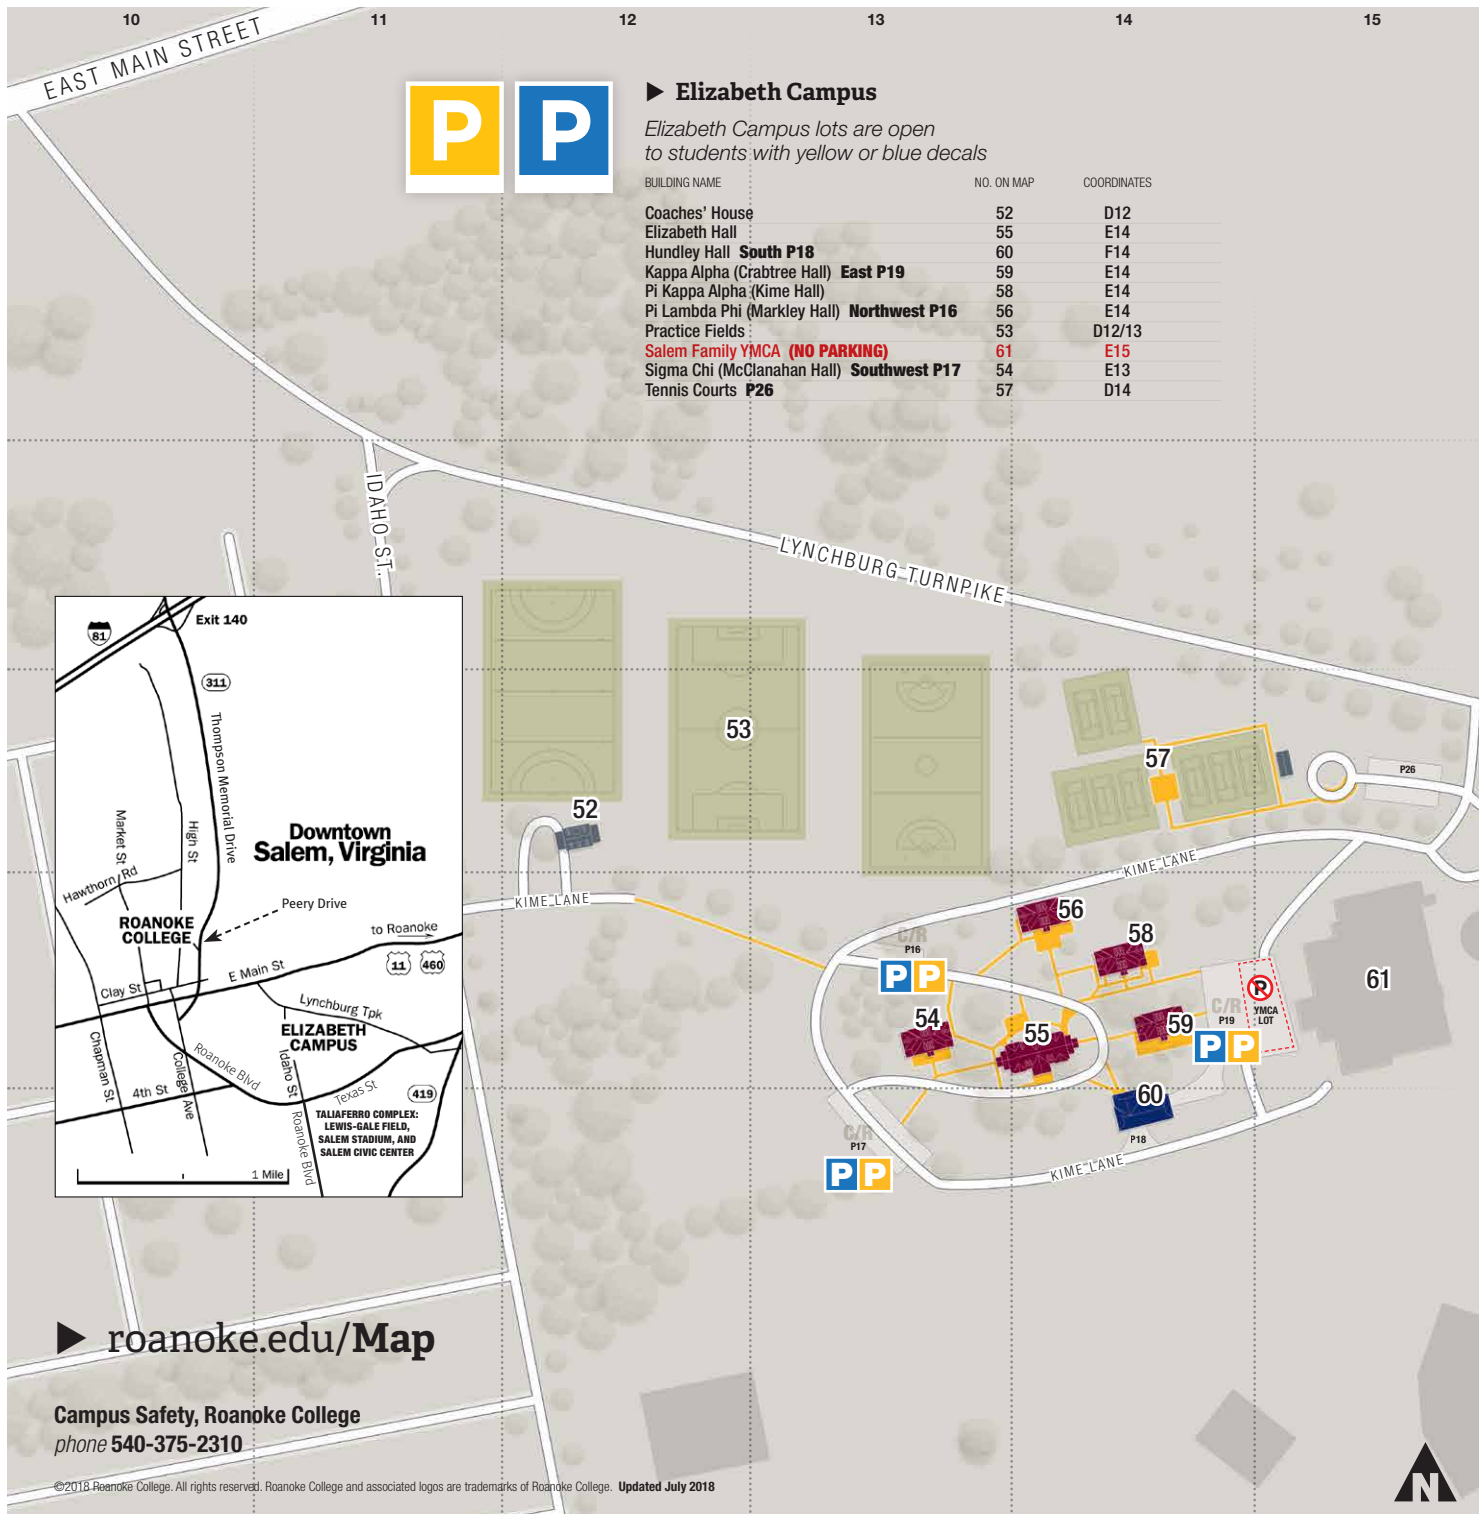 10 11 12 13 14 15
EAST MAIN STREET
P P
▶ Elizabeth Campus
Elizabeth Campus lots are open
to students with yellow or blue decals
BUILDING NAME NO. ON MAP COORDINATES
Coaches’ House 52 D12
Elizabeth Hall 55 E14
Hundley Hall South P18 60 F14
Kappa Alpha (Crabtree Hall) East P19 59 E14
Pi Kappa Alpha (Kime Hall) 58 E14
Pi Lambda Phi (Markley Hall) Northwest P16 56 E14
Practice Fields 53 D12/13
Salem Family YMCA (NO PARKING) 61 E15
Sigma Chi (McClanahan Hall) Southwest P17 54 E13
Tennis Courts P26 57 D14
IDAHO ST.
LYNCHBURG TURNPIKE
53
57
P26
52
KIME LANE
KIME LANE
56
58
C/R
P16
P P
61
54
55
59
C/R
P19
P
YMCA
LOT
P P
60
P18
C/R
P17
P P
KIME LANE
81
Exit 140
311
Thompson Memorial Drive
Market St
High St
Downtown
Salem, Virginia
Hawthorn Rd
Peery Drive
ROANOKE
COLLEGE
to Roanoke
11 460
E Main St
Clay St
Lynchburg Tpk
ELIZABETH
CAMPUS
Chapman St
College Ave
Roanoke Blvd
Idaho St
Texas St
4th St
419
TALIAFERRO COMPLEX:
LEWIS-GALE FIELD,
SALEM STADIUM, AND
SALEM CIVIC CENTER
Roanoke Blvd
1 Mile
▶ roanoke.edu/Map
Campus Safety, Roanoke College
phone 540-375-2310
©2018 Roanoke College. All rights reserved. Roanoke College and associated logos are trademarks of Roanoke College. Updated July 2018
N